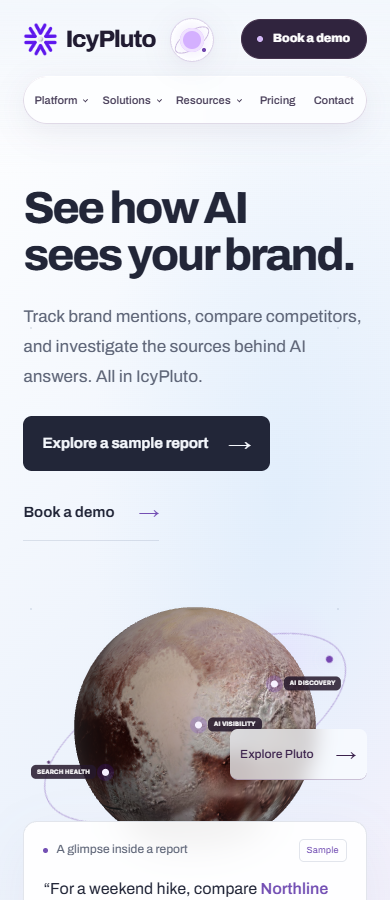 IcyPluto
Book a demo
Platform
Solutions
Resources
Pricing
Contact
See how AI
sees your brand.
Track brand mentions, compare competitors,
and investigate the sources behind AI
answers. All in IcyPluto.
Explore a sample report
Book a demo
AI DISCOVERY
AI VISIBILITY
Explore Pluto
SEARCH HEALTH
A glimpse inside a report
Sample
“For a weekend hike, compare Northline